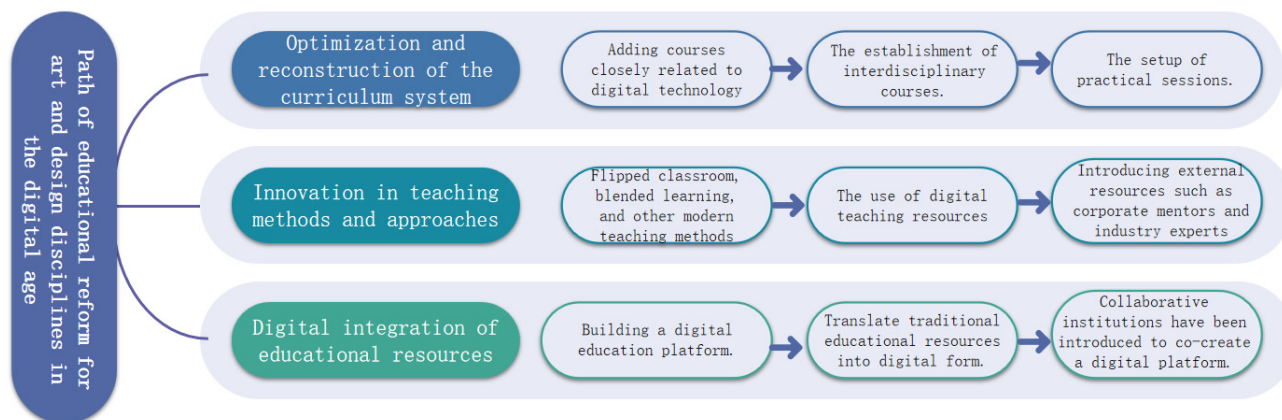 Path of educational reform for
art and design disciplines in
the digital age
Optimization and
reconstruction of the
curriculum system
Adding courses
closely related to
digital technology
The establishment of
interdisciplinary
courses.
The setup of
practical sessions.
Innovation in teaching
methods and approaches
Flipped classroom,
blended learning,
and other modern
teaching methods
The use of digital
teaching resources
Introducing external
resources such as
corporate mentors and
industry experts
Digital integration of
educational resources
Building a digital
education platform.
Translate traditional
educational resources
into digital form.
Collaborative
institutions have been
introduced to co-create
a digital platform.